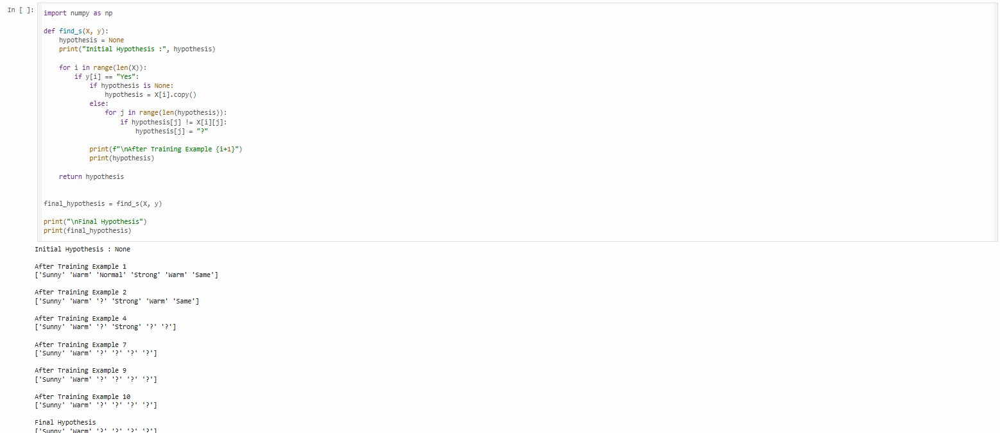 In [ ]:
import numpy as np
def find_s(X, y):
    hypothesis = None
    print("Initial Hypothesis :", hypothesis)
    for i in range(len(X)):
        if y[i] == "Yes":
            if hypothesis is None:
                hypothesis = X[i].copy()
            else:
                for j in range(len(hypothesis)):
                    if hypothesis[j] != X[i][j]:
                        hypothesis[j] = "?"
            print(f"\nAfter Training Example {i+1}")
            print(hypothesis)
    return hypothesis
final_hypothesis = find_s(X, y)
print("\nFinal Hypothesis")
print(final_hypothesis)
Initial Hypothesis : None
After Training Example 1
['Sunny' 'Warm' 'Normal' 'Strong' 'Warm' 'Same']
After Training Example 2
['Sunny' 'Warm' '?' 'Strong' 'Warm' 'Same']
After Training Example 4
['Sunny' 'Warm' '?' 'Strong' '?' '?']
After Training Example 7
['Sunny' 'Warm' '?' '?' '?' '?']
After Training Example 9
['Sunny' 'Warm' '?' '?' '?' '?']
After Training Example 10
['Sunny' 'Warm' '?' '?' '?' '?']
Final Hypothesis
['Sunny' 'Warm' '?' '?' '?' '?']